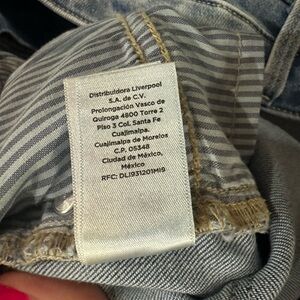 Distribuidora Liverpool
S.A. de C.V.
Prolongación Vasco de
Quiroga 4800 Torre 2
Piso 3 Col. Santa Fe
Cuajimalpa.
Cuajimalpa de Morelos
C.P. 05348
Ciudad de México,
México
RFC: DLI931201MI9